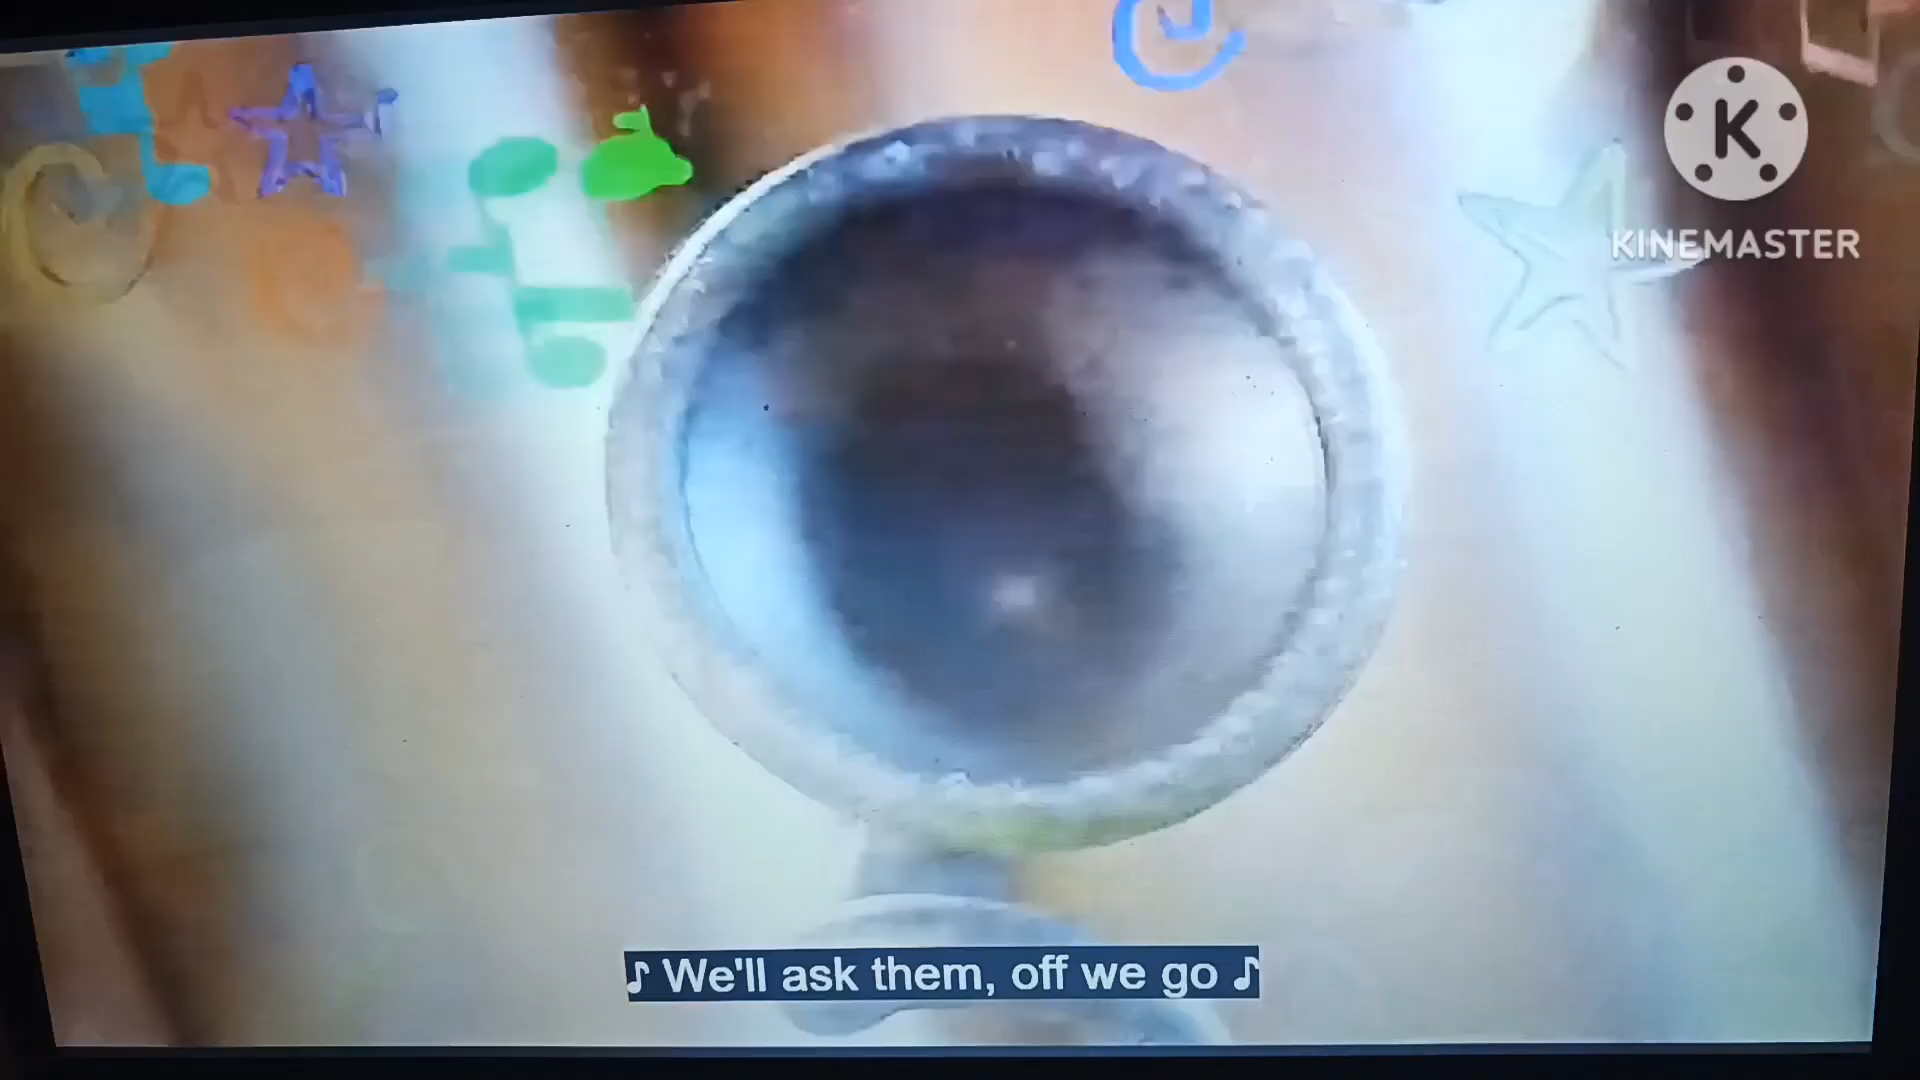 K
KINEMASTER
♪ We'll ask them, off we go ♪